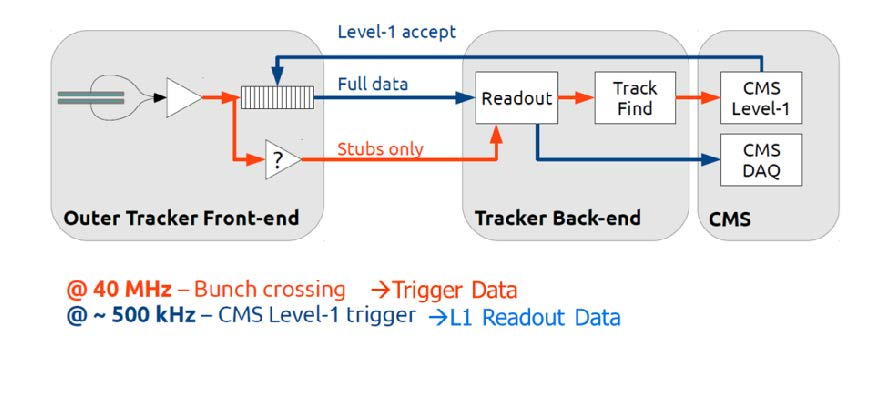 Level-1 accept
Full data
Readout
Track
Find
CMS
Level-1
CMS
DAQ
?
Stubs only
Outer Tracker Front-end
Tracker Back-end
CMS
@ 40 MHz – Bunch crossing →Trigger Data
@ ~ 500 kHz – CMS Level-1 trigger →L1 Readout Data